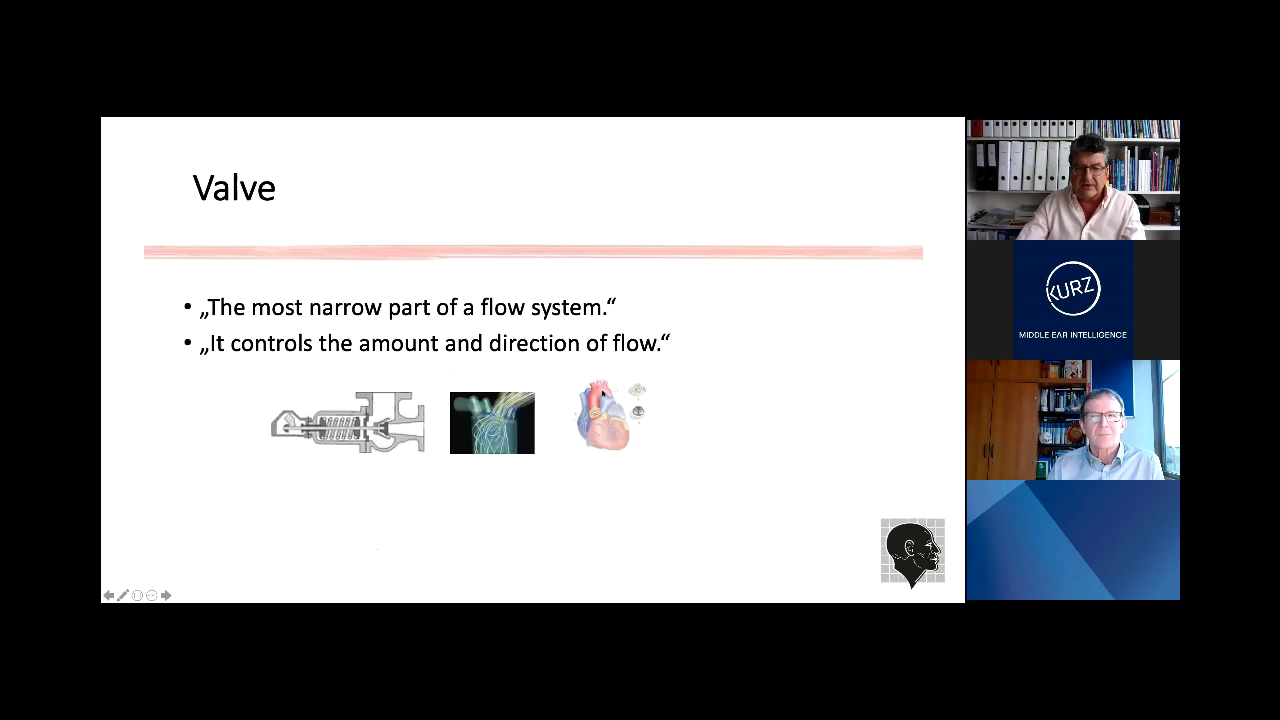 Valve
• „The most narrow part of a flow system.“
• „It controls the amount and direction of flow.“
KURZ
MIDDLE EAR INTELLIGENCE